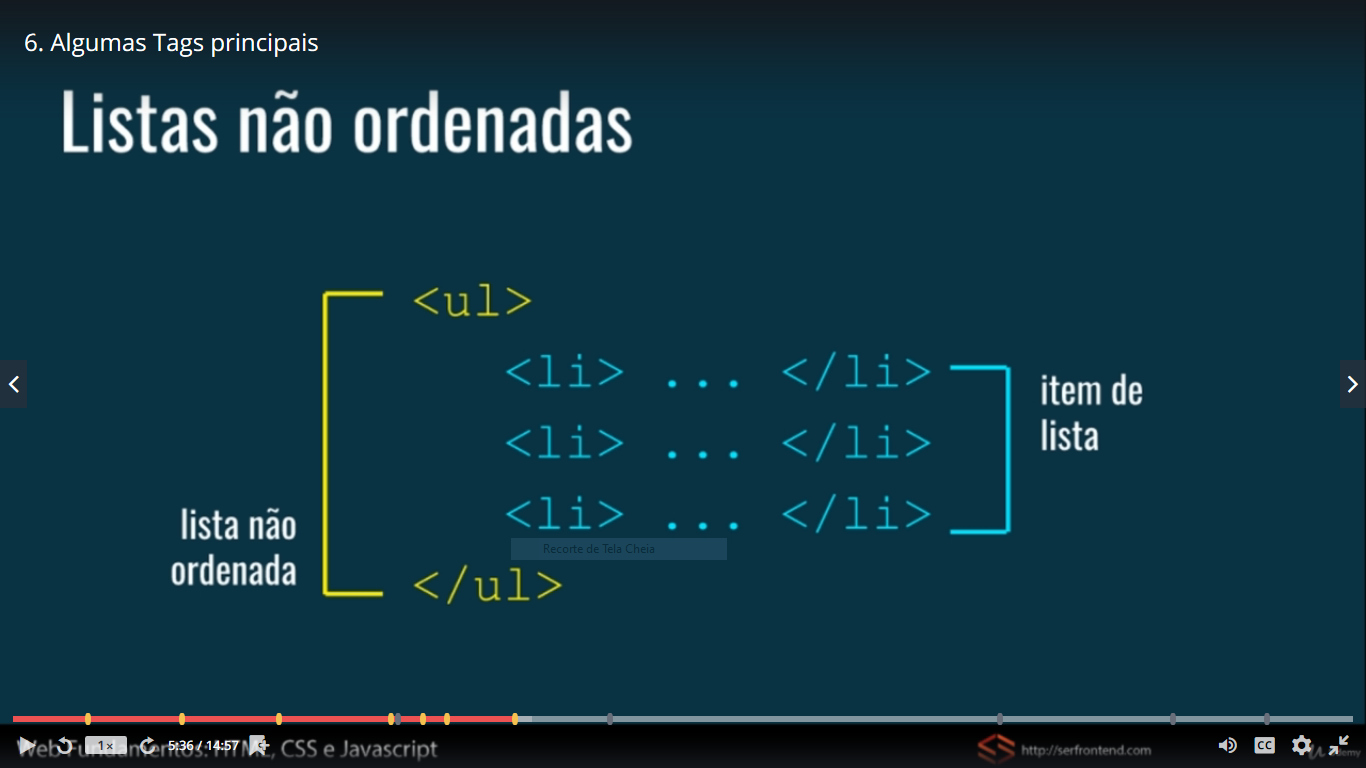 6. Algumas Tags principais
Listas não ordenadas
<ul>
<li> ... </li>
<li> ... </li>
<li> ... </li>
</ul>
item de
lista
lista não
ordenada
Recorte de Tela Cheia
1x
5:36 / 14:57
CC
Web Fundamentos: HTML, CSS e Javascript
http://serfrontend.com